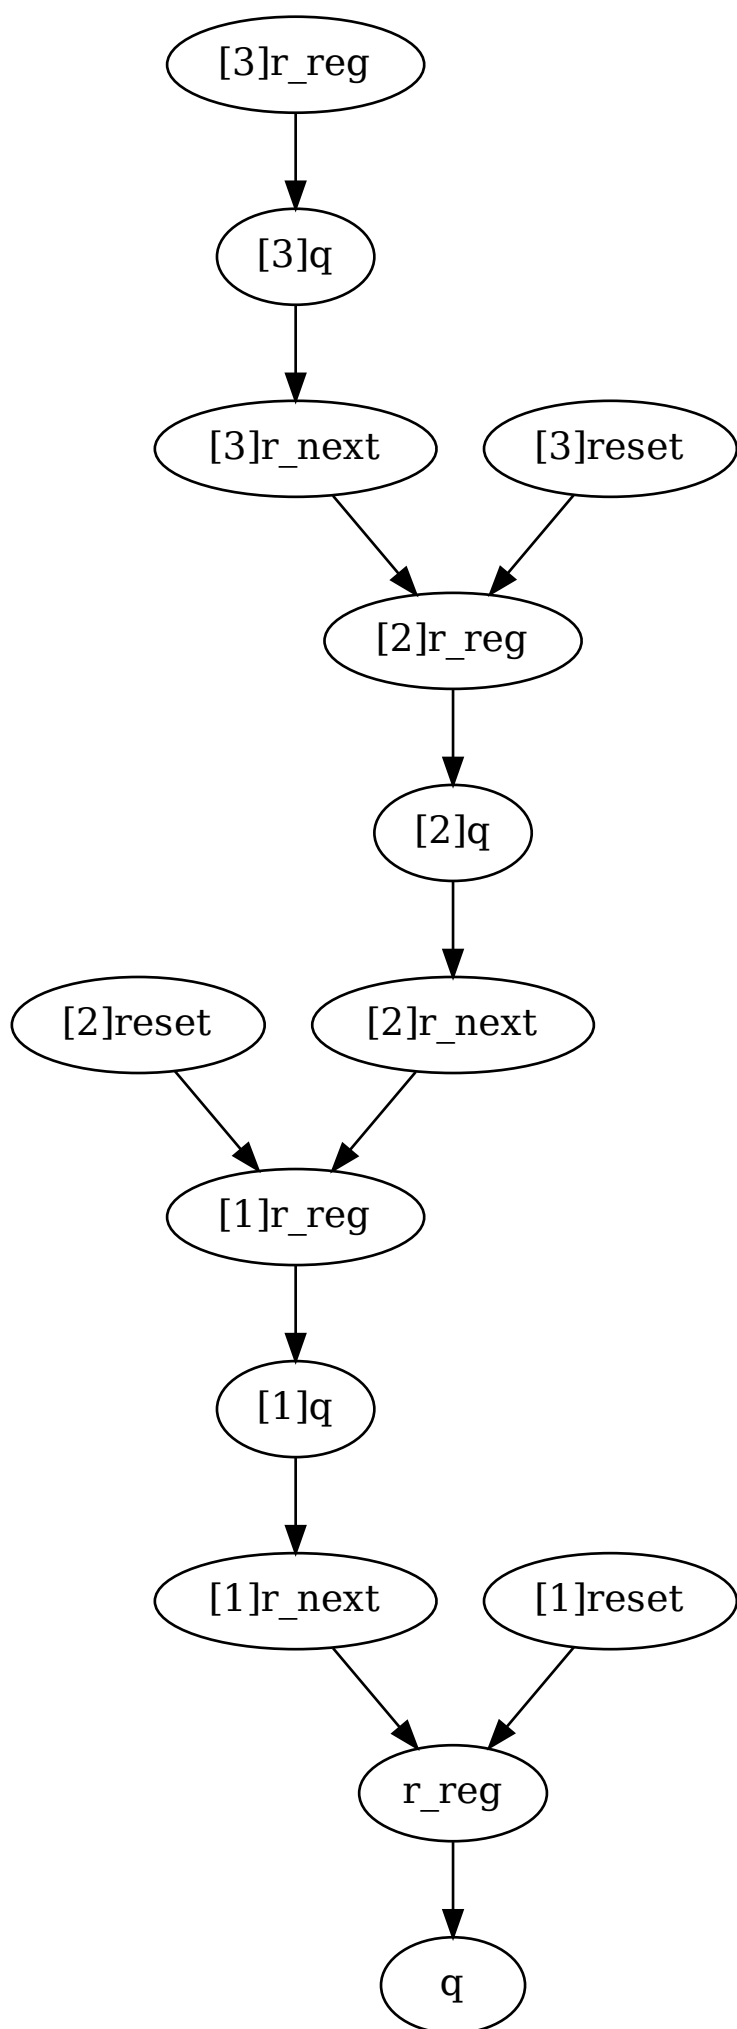 [3]r_reg
[3]q
[3]r_next
[3]reset
[2]r_reg
[2]q
[2]reset
[2]r_next
[1]r_reg
[1]q
[1]r_next
[1]reset
r_reg
q